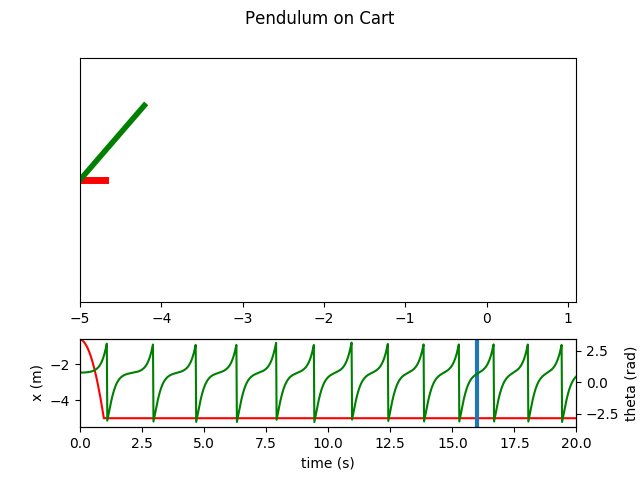 Pendulum on Cart
−5 −4 −3 −2 −1 0 1
−2
−4
x (m)
2.5
0.0
−2.5
theta (rad)
0.0 2.5 5.0 7.5 10.0 12.5 15.0 17.5 20.0
time (s)